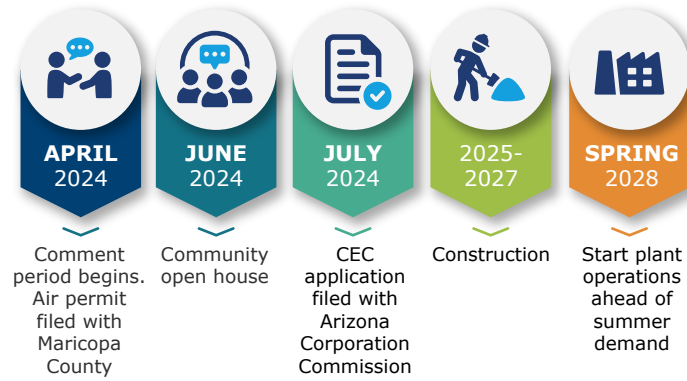 APRIL
2024
Comment
period begins.
Air permit
filed with
Maricopa
County
JUNE
2024
Community
open house
JULY
2024
CEC
application
filed with
Arizona
Corporation
Commission
2025-
2027
Construction
SPRING
2028
Start plant
operations
ahead of
summer
demand